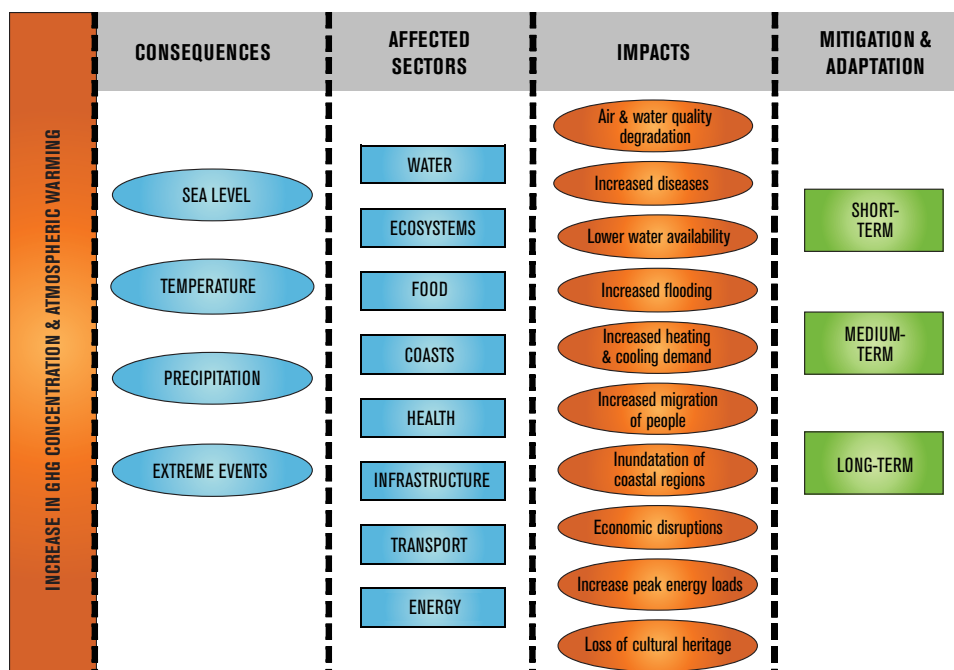 INCREASE IN GHG CONCENTRATION & ATMOSPHERIC WARMING
CONSEQUENCES
SEA LEVEL
TEMPERATURE
PRECIPITATION
EXTREME EVENTS
AFFECTED
SECTORS
WATER
ECOSYSTEMS
FOOD
COASTS
HEALTH
INFRASTRUCTURE
TRANSPORT
ENERGY
IMPACTS
Air & water quality
degradation
Increased diseases
Lower water availability
Increased flooding
Increased heating
& cooling demand
Increased migration
of people
Inundatation of
coastal regions
Economic disruptions
Increase peak energy loads
Loss of cultural heritage
MITIGATION &
ADAPTATION
SHORT-
TERM
MEDIUM-
TERM
LONG-TERM